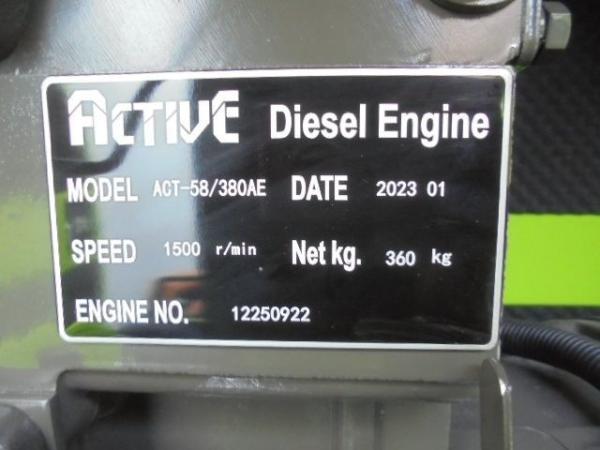 ACTIVE Diesel Engine
MODEL ACT-58/380AE DATE 2023 01
SPEED 1500 r/min Net kg. 360 kg
ENGINE NO. 12250922